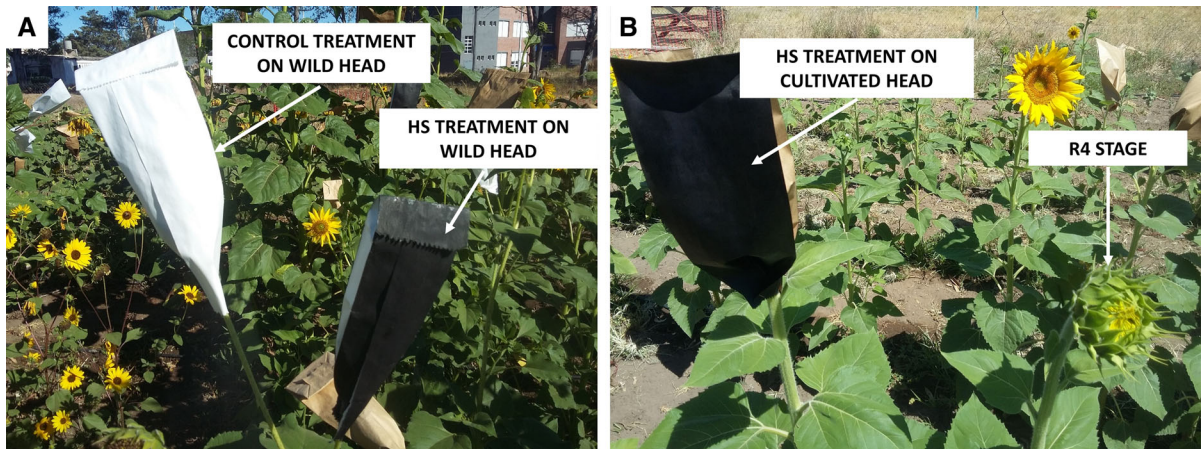 A
CONTROL TREATMENT
ON WILD HEAD
HS TREATMENT ON
WILD HEAD
B
HS TREATMENT ON
CULTIVATED HEAD
R4 STAGE